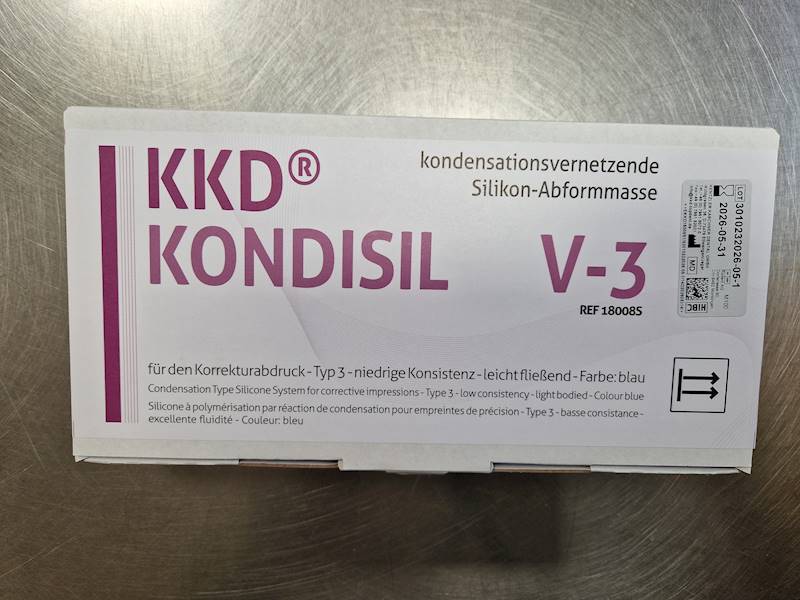 KKD®
KONDISIL
kondensationsvernetzende
Silikon-Abformmasse
V-3
REF 18008S
für den Korrekturabdruck - Typ 3 - niedrige Konsistenz - leicht fließend - Farbe: blau
Condensation Type Silicone System for corrective impressions - Type 3 - low consistency - light bodied - Colour blue
Silicone à polymérisation par réaction de condensation pour empreintes de précision - Type 3 - basse consistance -
excellente fluidité - Couleur: bleu
LOT 3010232026-05-1
2026-05-31
MD
HIBC